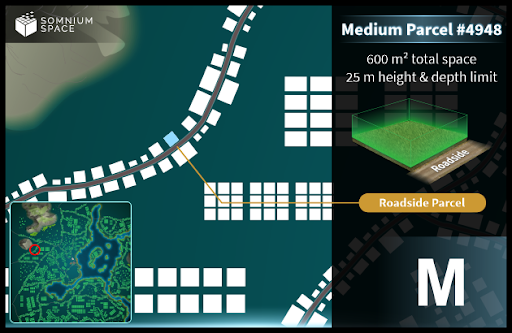 SOMNIUM
SPACE
Medium Parcel #4948
600 m² total space
25 m height & depth limit
Roadside
Roadside Parcel
M